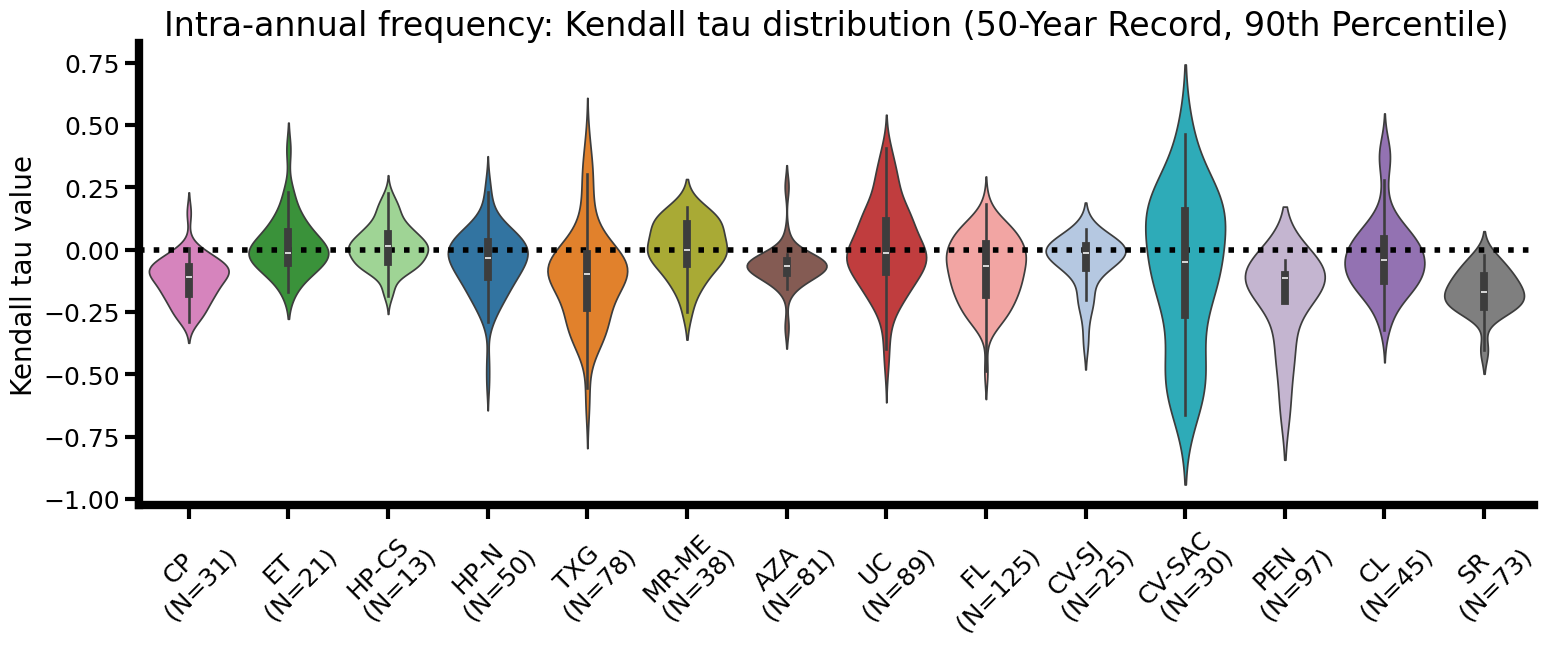 Intra-annual frequency: Kendall tau distribution (50-Year Record, 90th Percentile)
Kendall tau value
0.75
0.50
0.25
0.00
−0.25
−0.50
−0.75
−1.00
CP
(N=31)
ET
(N=21)
HP-CS
(N=13)
HP-N
(N=50)
TXG
(N=78)
MR-ME
(N=38)
AZA
(N=81)
UC
(N=89)
FL
(N=125)
CV-SJ
(N=25)
CV-SAC
(N=30)
PEN
(N=97)
CL
(N=45)
SR
(N=73)